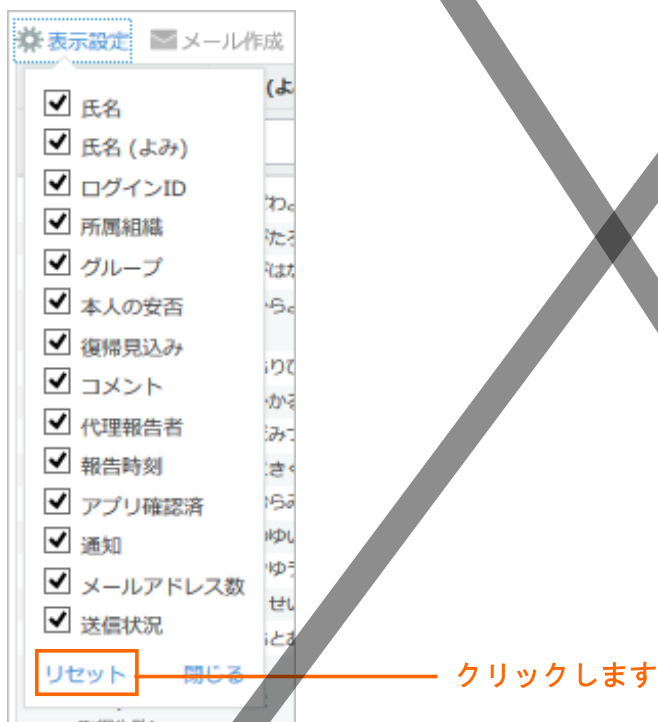 表示設定 メール作成
(よ
氏名
氏名 (よみ)
ログインID
所属組織
グループ
本人の安否
復帰見込み
コメント
代理報告者
報告時刻
アプリ確認済
通知
メールアドレス数
送信状況
リセット 閉じる
クリックします